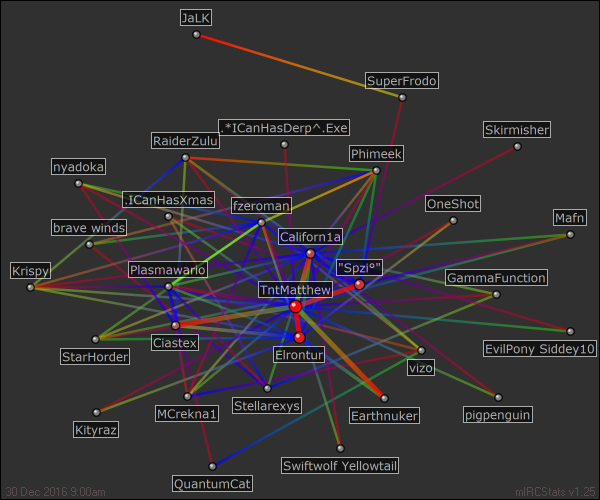 JaLK
SuperFrodo
.*ICanHasDerp^.Exe
Skirmisher
RaiderZulu
Phimeek
nyadoka
.ICanHasXmas
fzeroman
OneShot
Mafn
brave winds
Californ1a
Krispy
Plasmawario
"Spzi°"
GammaFunction
TntMatthew
StarHorder
Ciastex
Elrontur
EvilPony Siddey10
vizo
Kityraz
MCrekna1
Stellarexys
Earthnuker
pigpenguin
QuantumCat
Swiftwolf Yellowtail
30 Dec 2016 9:00am
mIRCStats v1.25